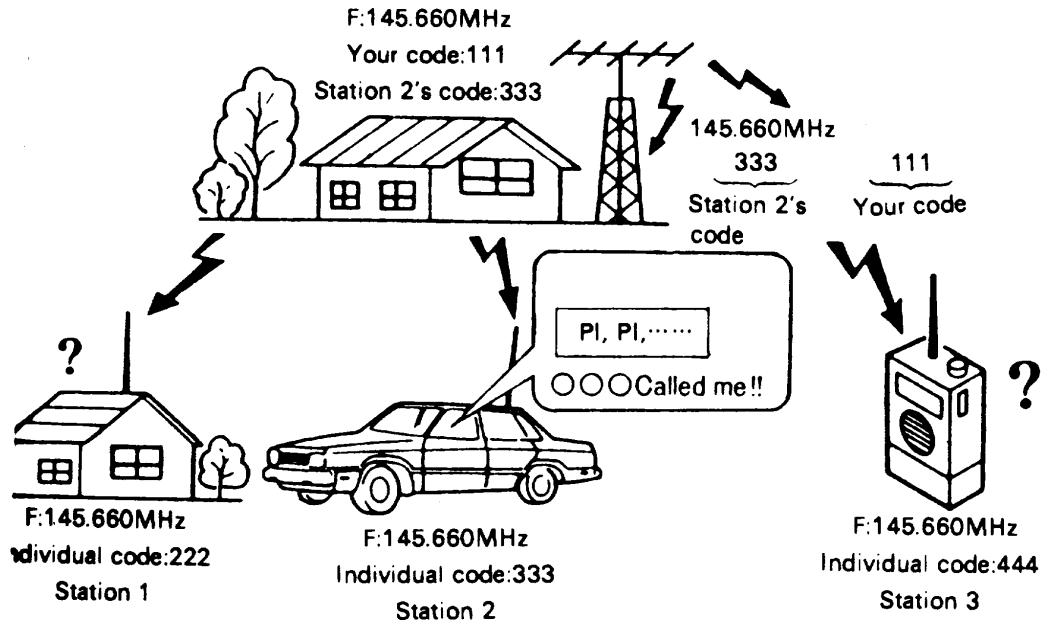 F:145.660MHz
Your code:111
Station 2's code:333
145.660MHz
333 111
Station 2's
code
Your code
PI, PI,······
○○○Called me!!
?
?
F:145.660MHz
dividual code:222
Station 1
F:145.660MHz
Individual code:333
Station 2
F:145.660MHz
Individual code:444
Station 3